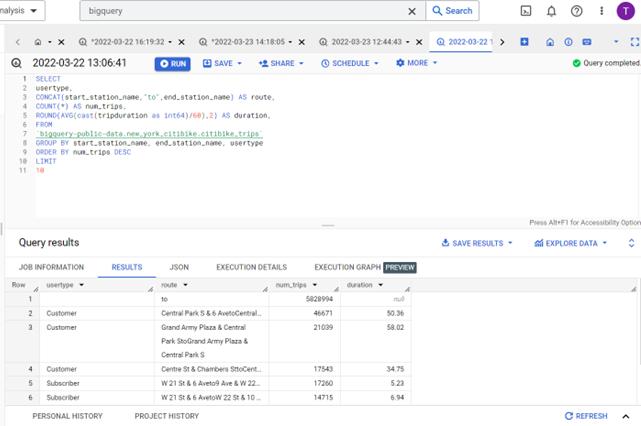 nalysis
bigquery
Search
T
*2022-03-22 16:19:32
*2022-03-23 14:18:05
2022-03-22 12:44:43
2022-03-22 1
2022-03-22 13:06:41
RUN
SAVE
SHARE
SCHEDULE
MORE
Query completed.
1 SELECT
2 usertype,
3 CONCAT(start_station_name,"to",end_station_name) AS route,
4 COUNT(*) AS num_trips,
5 ROUND(AVG(cast(tripduration as int64)/60),2) AS duration,
6 FROM
7 `bigquery-public-data.new_york_citibike.citibike_trips`
8 GROUP BY start_station_name, end_station_name, usertype
9 ORDER BY num_trips DESC
10 LIMIT
11 10
Press Alt+F1 for Accessibility Option
Query results
SAVE RESULTS
EXPLORE DATA
JOB INFORMATION
RESULTS
JSON
EXECUTION DETAILS
EXECUTION GRAPH PREVIEW
Row usertype route num_trips duration
1 to 5828994 null
2 Customer Central Park S & 6 AvetoCentral... 46671 50.36
3 Customer Grand Army Plaza & Central 21039 58.02
Park StoGrand Army Plaza &
Central Park S
4 Customer Centre St & Chambers SttoCent... 17543 34.75
5 Subscriber W 21 St & 6 Aveto9 Ave & W 22... 17260 5.23
6 Subscriber W 21 St & 6 AvetoW 22 St & 10 ... 14715 6.94
PERSONAL HISTORY
PROJECT HISTORY
REFRESH